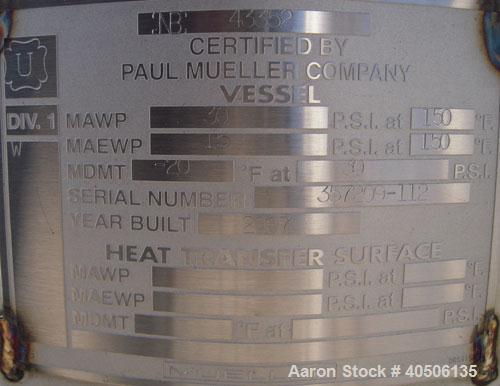 NB 43352
U
CERTIFIED BY
PAUL MUELLER COMPANY
VESSEL
DIV. 1
W
MAWP 30 P.S.I. at 150 °F
MAEWP 15 P.S.I. at 150 °F
MDMT -20 °F at 30 P.S.I.
SERIAL NUMBER 357209-112
YEAR BUILT
HEAT TRANSFER SURFACE
MAWP P.S.I. at °F
MAEWP P.S.I. at °F
MDMT °F at P.S.I.
Aaron Stock # 40506135